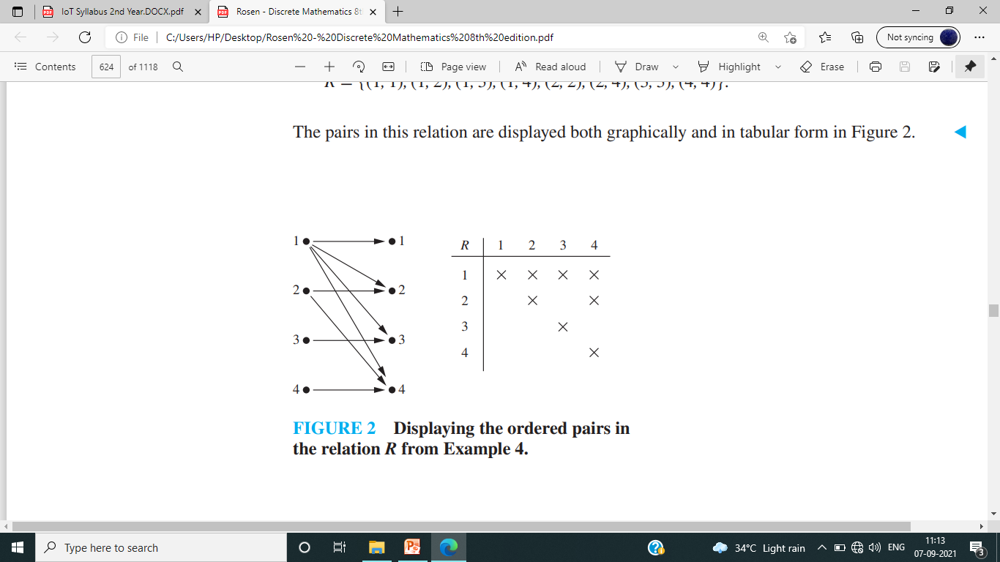 IoT Syllabus 2nd Year.DOCX.pdf
Rosen - Discrete Mathematics 8t
File
C:/Users/HP/Desktop/Rosen%20-%20Discrete%20Mathematics%208th%20edition.pdf
Not syncing
Contents
624
of 1118
Page view
Read aloud
Draw
Highlight
Erase
R = {(1, 1), (1, 2), (1, 3), (1, 4), (2, 2), (2, 4), (3, 3), (4, 4)}.
The pairs in this relation are displayed both graphically and in tabular form in Figure 2.
1 1
2 2
3 3
4 4
R 1 2 3 4
1 × × × ×
2 × ×
3 ×
4 ×
FIGURE 2 Displaying the ordered pairs in
the relation R from Example 4.
Type here to search
34°C Light rain
ENG
11:13
07-09-2021
3